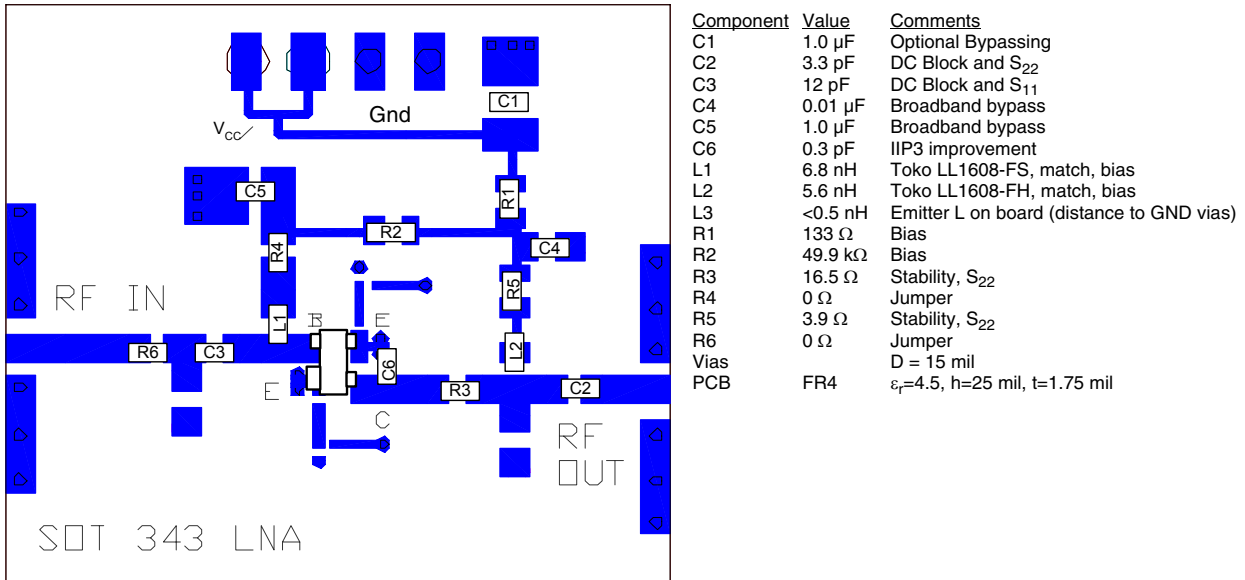 C1
Gnd
VCC
C5
R1
R2
R4
C4
R5
RF IN
L1
B
E
L2
R6
C3
C6
E
R3
C2
C
RF
OUT
SOT 343 LNA
Component Value Comments
C1 1.0 µF Optional Bypassing
C2 3.3 pF DC Block and S22
C3 12 pF DC Block and S11
C4 0.01 µF Broadband bypass
C5 1.0 µF Broadband bypass
C6 0.3 pF IIP3 improvement
L1 6.8 nH Toko LL1608-FS, match, bias
L2 5.6 nH Toko LL1608-FH, match, bias
L3 <0.5 nH Emitter L on board (distance to GND vias)
R1 133 Ω Bias
R2 49.9 kΩ Bias
R3 16.5 Ω Stability, S22
R4 0 Ω Jumper
R5 3.9 Ω Stability, S22
R6 0 Ω Jumper
Vias D = 15 mil
PCB FR4 εr=4.5, h=25 mil, t=1.75 mil